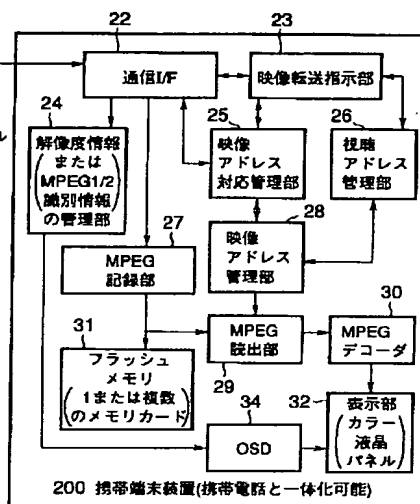 22
23
通信I/F
映像転送指示部
24
25
26
解像度情報
または
MPEG1/2
識別情報
の管理部
映像
アドレス
対応管理部
視聴
アドレス
管理部
27
28
MPEG
記録部
映像
アドレス
管理部
30
31
MPEG
読出部
MPEG
デコーダ
29
フラッシュ
メモリ
1または複数
のメモリカード
34
32
OSD
表示部
カラー
液晶
パネル
200 携帯端末装置(携帯電話と一体化可能)